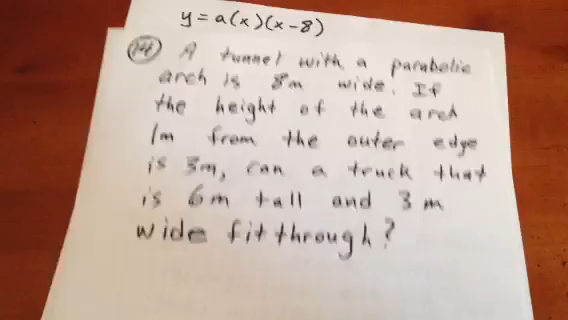 y = a(x)(x-8)
14 A tunnel with a parabolic
arch is 8m wide. If
the height of the arch
1m from the outer edge
is 3m, can a truck that
is 6m tall and 3m
wide fit through?